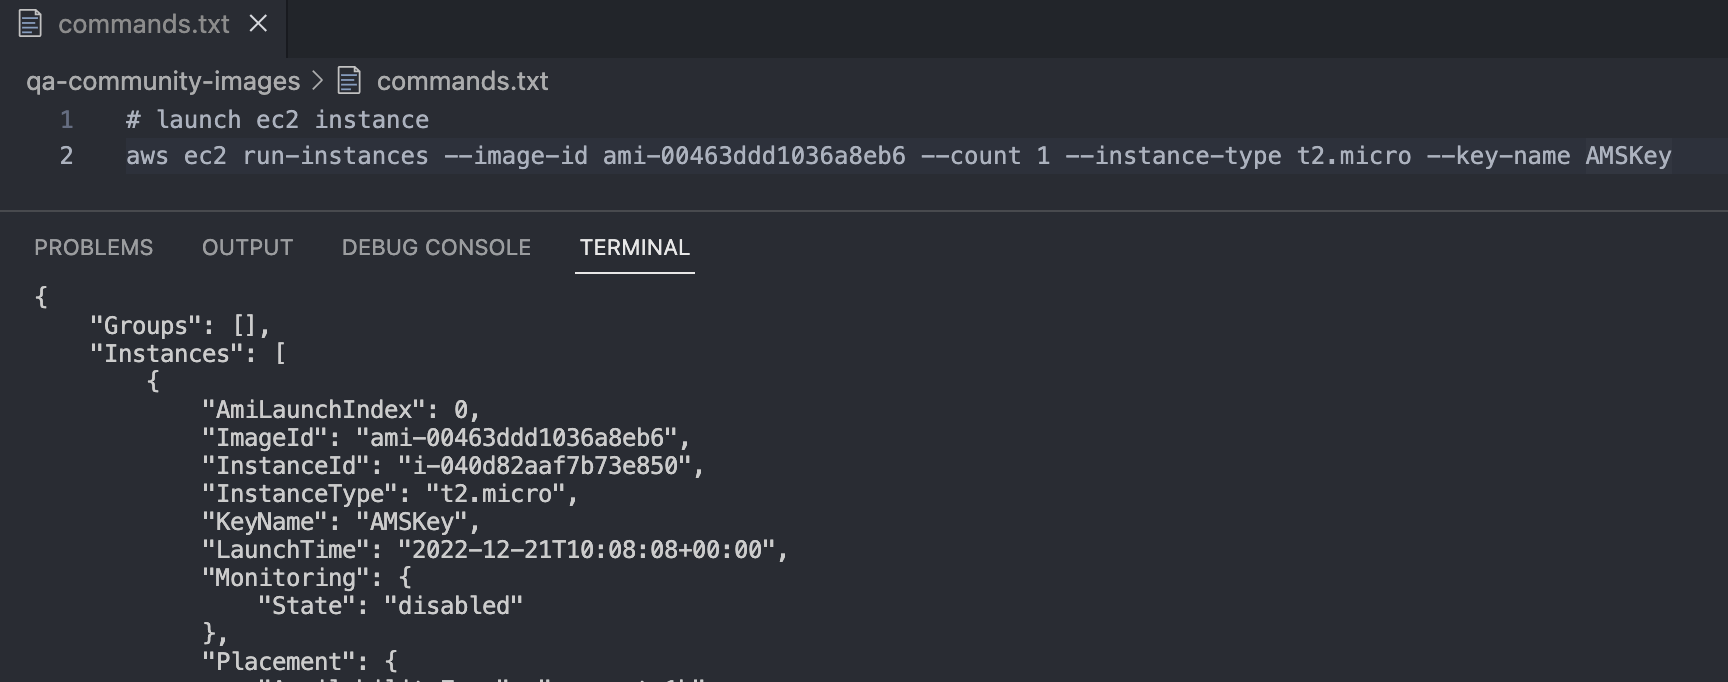 commands.txt
qa-community-images > commands.txt
1 # launch ec2 instance
2 aws ec2 run-instances --image-id ami-00463ddd1036a8eb6 --count 1 --instance-type t2.micro --key-name AMSKey
PROBLEMS OUTPUT DEBUG CONSOLE TERMINAL
{
"Groups": [],
"Instances": [
{
"AmiLaunchIndex": 0,
"ImageId": "ami-00463ddd1036a8eb6",
"InstanceId": "i-040d82aaf7b73e850",
"InstanceType": "t2.micro",
"KeyName": "AMSKey",
"LaunchTime": "2022-12-21T10:08:08+00:00",
"Monitoring": {
"State": "disabled"
},
"Placement": {